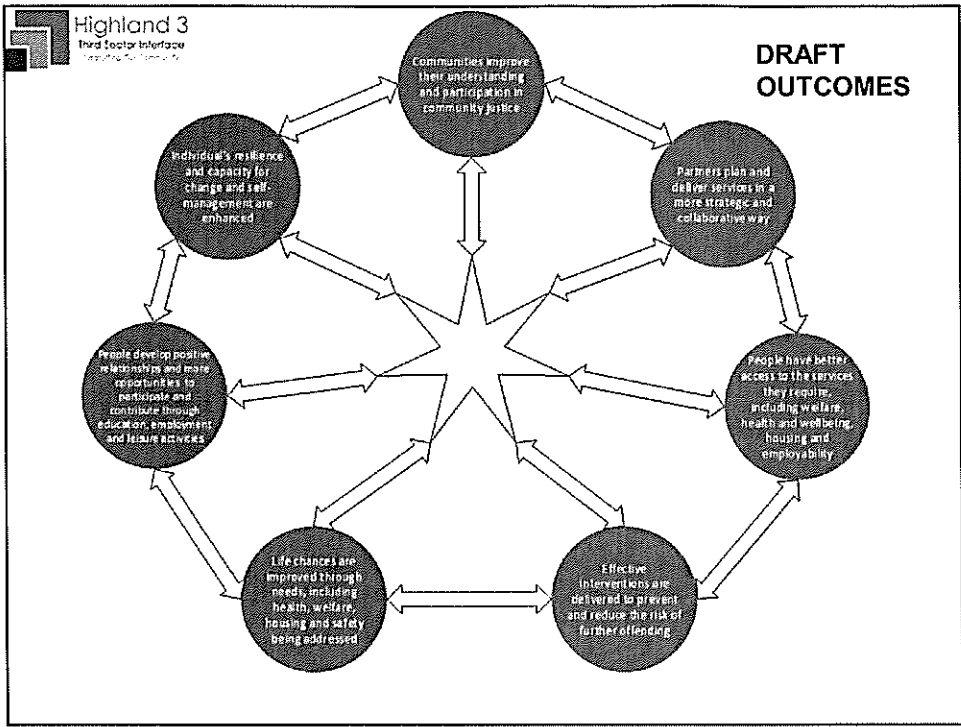 Highland 3
Third Sector Interface
DRAFT
OUTCOMES
Communities improve
their understanding
and participation in
community justice
Partners plan and
deliver services in a
more strategic and
collaborative way
People have better
access to the services
they require,
including welfare,
health and wellbeing,
housing and
employability
Effective
interventions are
delivered to prevent
and reduce the risk of
further offending
Life chances are
improved through
needs, including
health, welfare,
housing and safety
being addressed
People develop positive
relationships and more
opportunities to
participate and
contribute through
education, employment
and leisure activities
Individual's resilience
and capacity for
change and self-
management are
enhanced